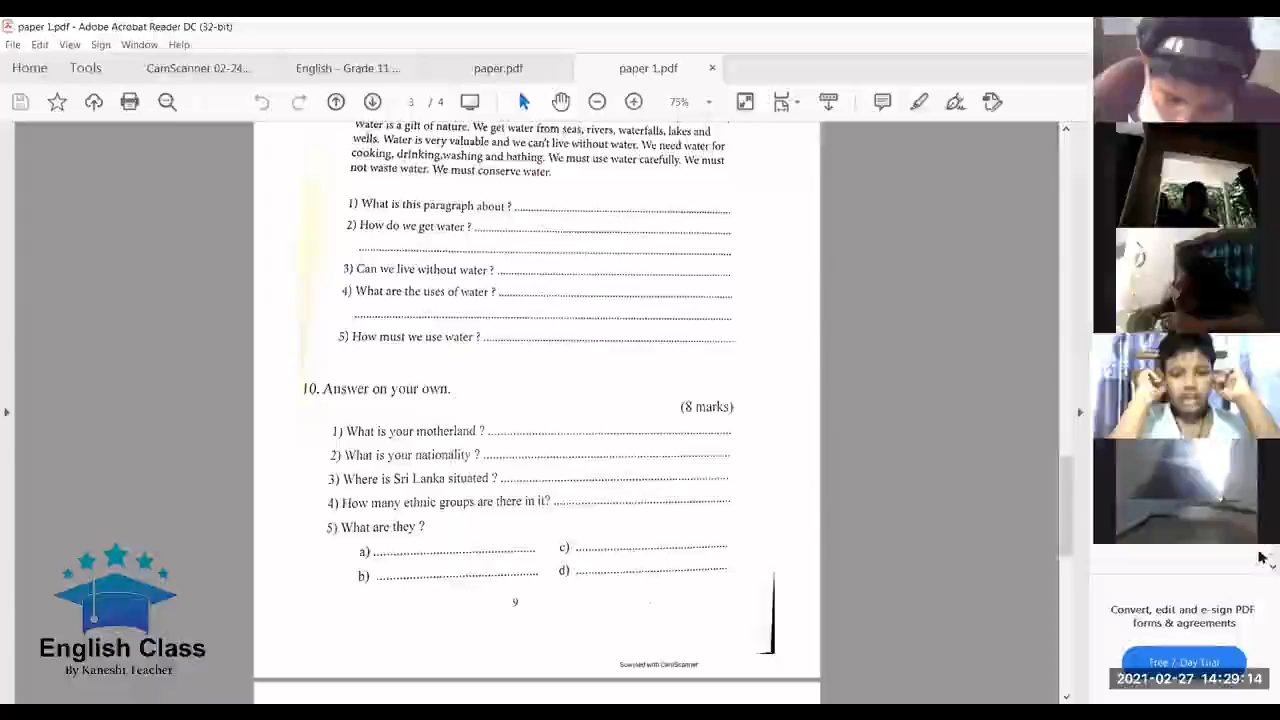 paper 1.pdf - Adobe Acrobat Reader DC (32-bit)
File Edit View Sign Window Help
Home Tools CamScanner 02-24... English – Grade 11 ... paper.pdf paper 1.pdf ×
3 / 4 75%
Water is a gift of nature. We get water from seas, rivers, waterfalls, lakes and
wells. Water is very valuable and we can't live without water. We need water for
cooking, drinking,washing and bathing. We must use water carefully. We must
not waste water. We must conserve water.
1) What is this paragraph about ? ........................................
2) How do we get water ? ........................................
........................................
3) Can we live without water ? ........................................
4) What are the uses of water ? ........................................
........................................
5) How must we use water ? ........................................
10. Answer on your own.
(8 marks)
1) What is your motherland ? ........................................
2) What is your nationality ? ........................................
3) Where is Sri Lanka situated ? ........................................
4) How many ethnic groups are there in it? ........................................
5) What are they ?
a) ........................................ c) ........................................
b) ........................................ d) ........................................
9
Scanned with CamScanner
English Class
By Kaneshi Teacher
Convert, edit and e-sign PDF
forms & agreements
Free 7-Day Trial
2021-02-27 14:29:14